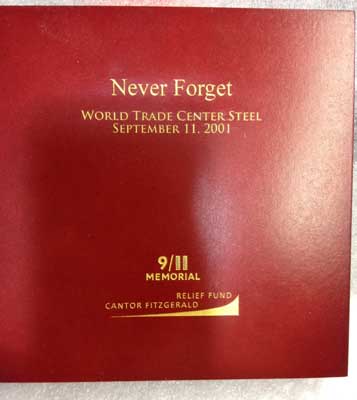 Never Forget
WORLD TRADE CENTER STEEL
SEPTEMBER 11, 2001
9/11
MEMORIAL
RELIEF FUND
CANTOR FITZGERALD